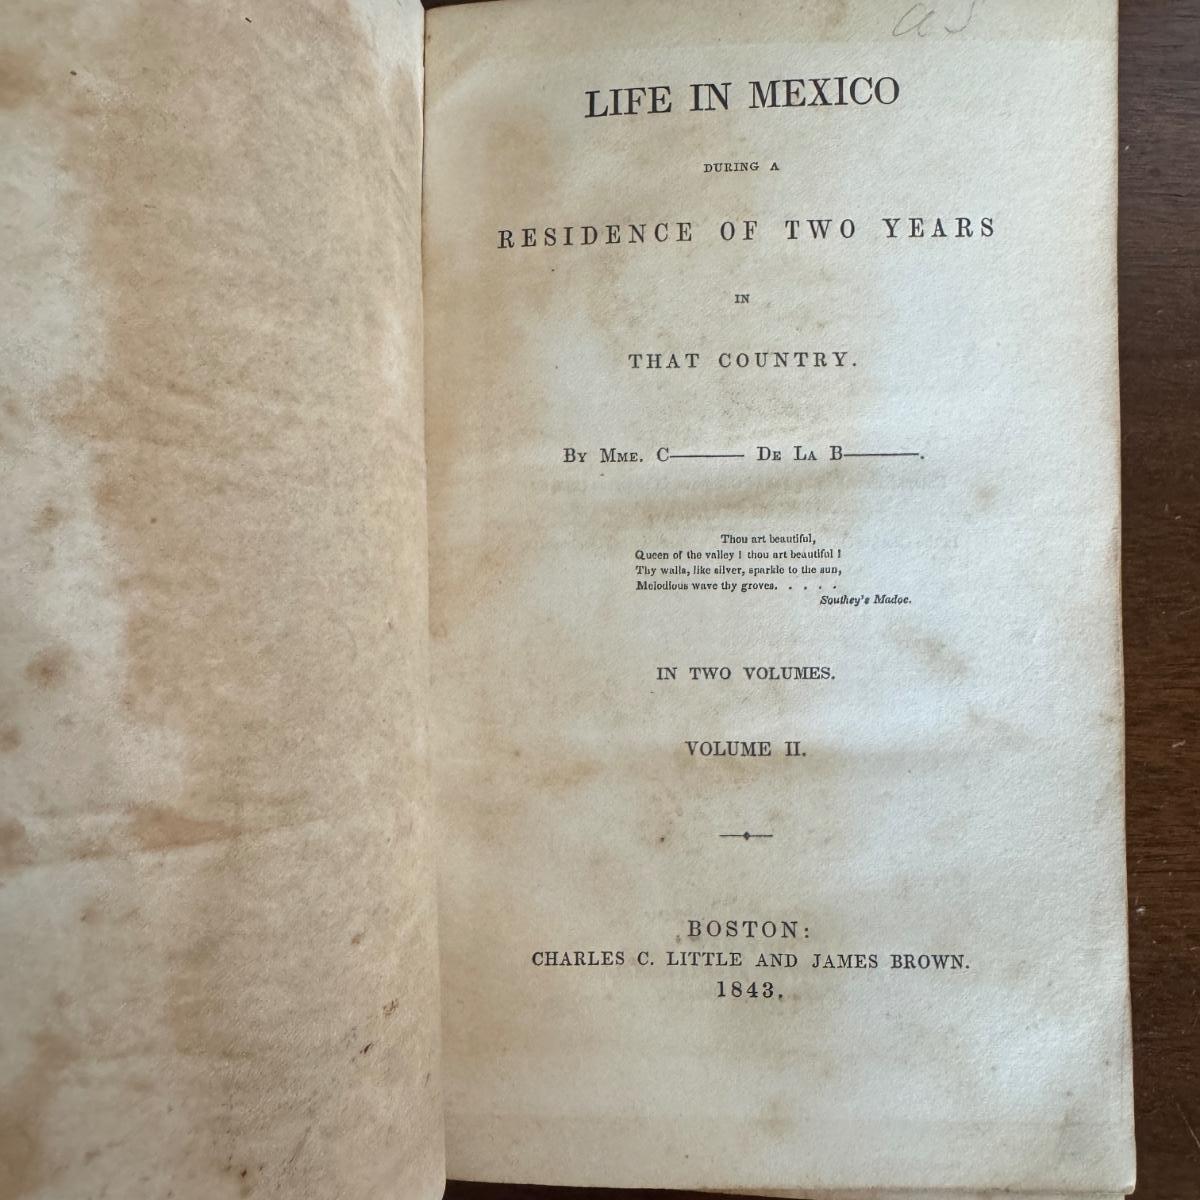 LIFE IN MEXICO
DURING A
RESIDENCE OF TWO YEARS
IN
THAT COUNTRY.
BY MME. C——— DE LA B———.
Thou art beautiful,
Queen of the valley ! thou art beautiful !
Thy walls, like silver, sparkle to the sun,
Melodious wave thy groves. . . . .
Southey's Madoc.
IN TWO VOLUMES.
VOLUME II.
BOSTON:
CHARLES C. LITTLE AND JAMES BROWN.
1843.